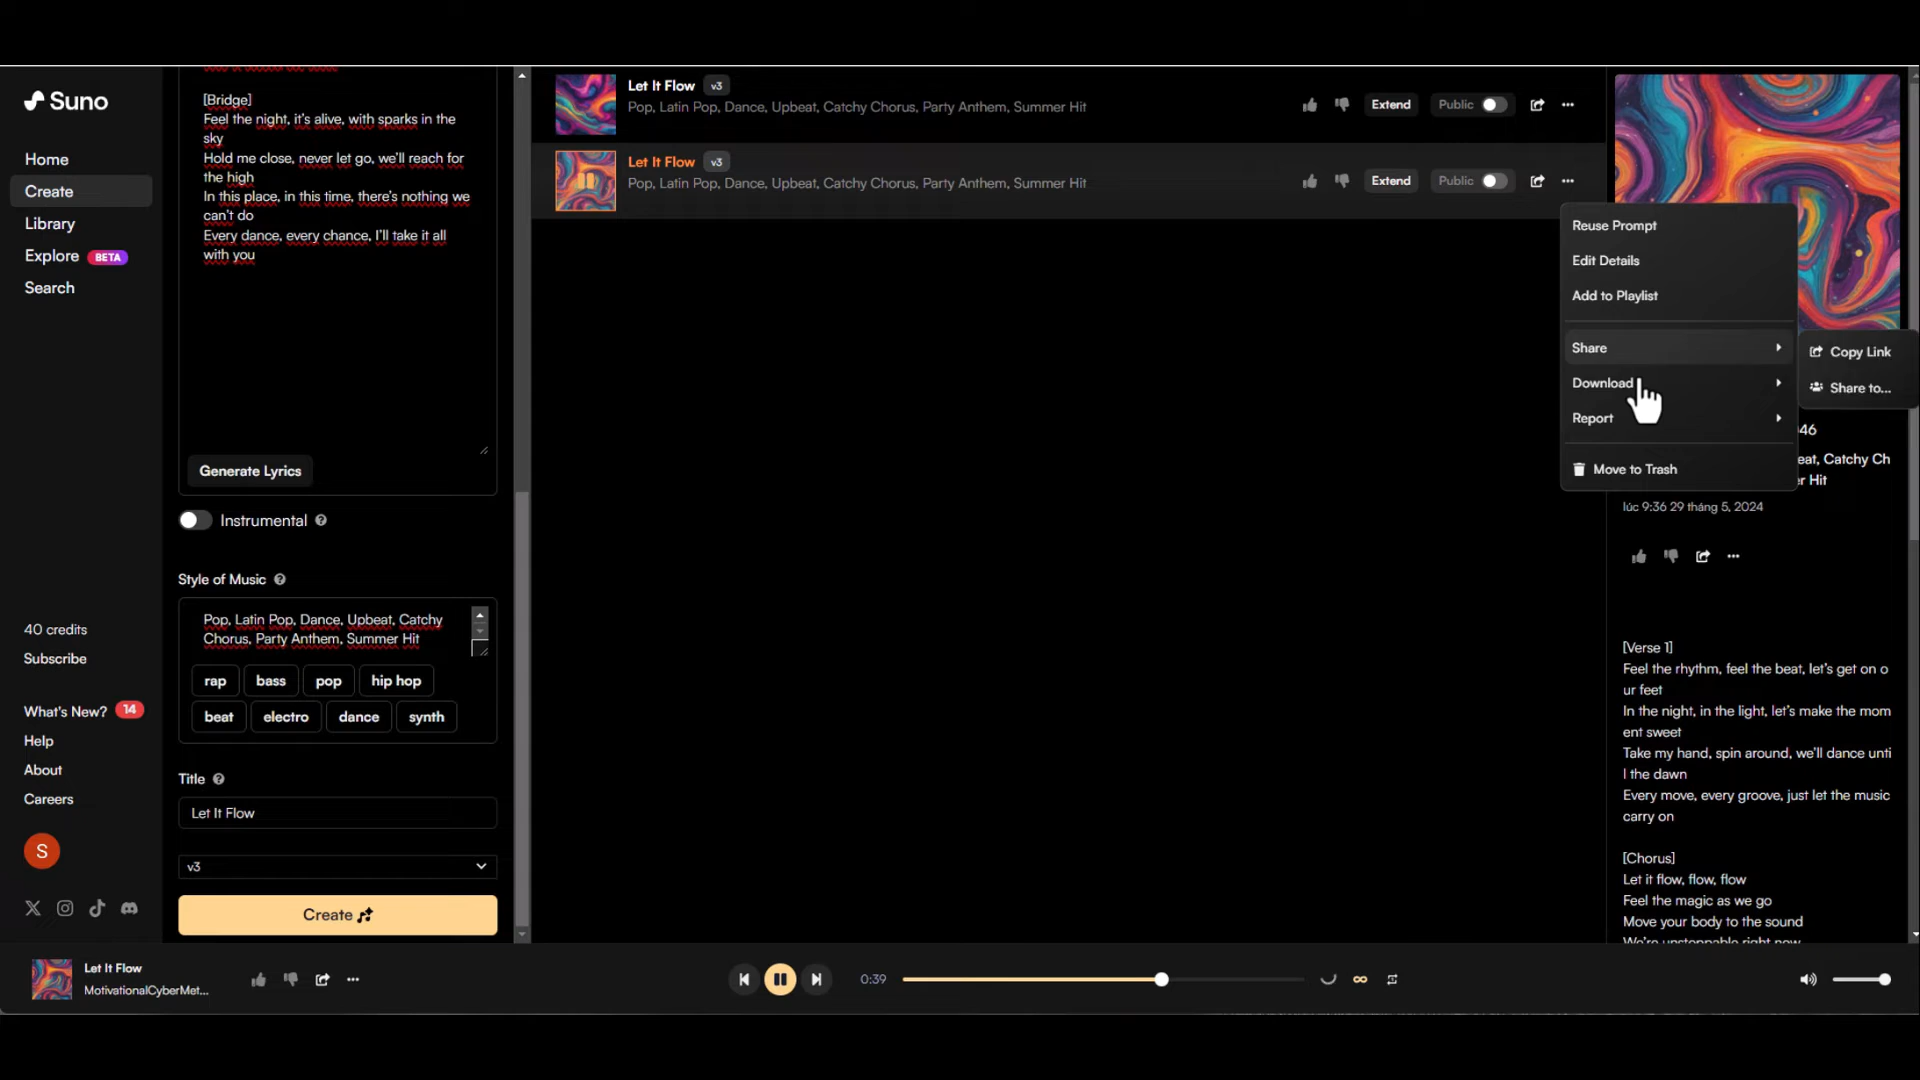 Suno
Home
Create
Library
Explore BETA
Search
40 credits
Subscribe
What's New? 14
Help
About
Careers
S
[Bridge]
Feel the night, it's alive, with sparks in the
sky
Hold me close, never let go, we'll reach for
the high
In this place, in this time, there's nothing we
can't do
Every dance, every chance, I'll take it all
with you
Generate Lyrics
Instrumental
Style of Music
Pop, Latin Pop, Dance, Upbeat, Catchy
Chorus, Party Anthem, Summer Hit
rap bass pop hip hop
beat electro dance synth
Title
Let It Flow
v3
Create
Let It Flow v3
Pop, Latin Pop, Dance, Upbeat, Catchy Chorus, Party Anthem, Summer Hit
Extend Public
Let It Flow v3
Pop, Latin Pop, Dance, Upbeat, Catchy Chorus, Party Anthem, Summer Hit
Extend Public
Reuse Prompt
Edit Details
Add to Playlist
Share
Download
Report
Move to Trash
Copy Link
Share to...
46
eat, Catchy Ch
r Hit
lúc 9:36 29 tháng 5, 2024
[Verse 1]
Feel the rhythm, feel the beat, let's get on o
ur feet
In the night, in the light, let's make the mom
ent sweet
Take my hand, spin around, we'll dance unti
l the dawn
Every move, every groove, just let the music
carry on
[Chorus]
Let it flow, flow, flow
Feel the magic as we go
Move your body to the sound
We're unstoppable right now
Let It Flow
MotivationalCyberMet...
0:39